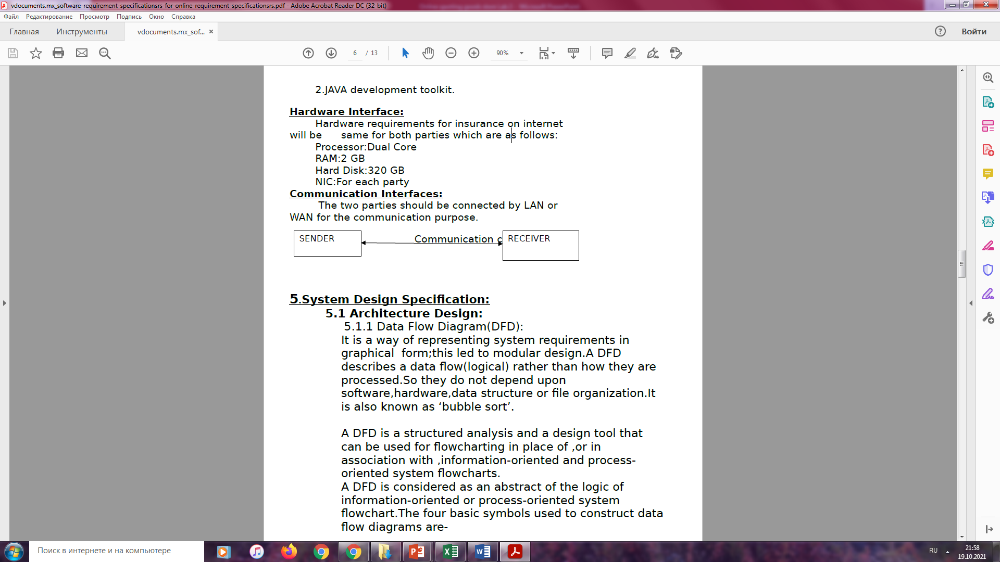 vdocuments.mx_software-requirement-specificationsrs-for-online-requirement-specificationsrs.pdf - Adobe Acrobat Reader DC (32-bit)
Файл Редактирование Просмотр Подпись Окно Справка
Главная Инструменты vdocuments.mx_sof... × Войти
6 / 13 90%
2.JAVA development toolkit.
Hardware Interface:
Hardware requirements for insurance on internet
will be same for both parties which are as follows:
Processor:Dual Core
RAM:2 GB
Hard Disk:320 GB
NIC:For each party
Communication Interfaces:
The two parties should be connected by LAN or
WAN for the communication purpose.
SENDER Communication c RECEIVER
5.System Design Specification:
5.1 Architecture Design:
5.1.1 Data Flow Diagram(DFD):
It is a way of representing system requirements in
graphical form;this led to modular design.A DFD
describes a data flow(logical) rather than how they are
processed.So they do not depend upon
software,hardware,data structure or file organization.It
is also known as ‘bubble sort’.
A DFD is a structured analysis and a design tool that
can be used for flowcharting in place of ,or in
association with ,information-oriented and process-
oriented system flowcharts.
A DFD is considered as an abstract of the logic of
information-oriented or process-oriented system
flowchart.The four basic symbols used to construct data
flow diagrams are-
Поиск в интернете и на компьютере
RU 21:58
19.10.2021